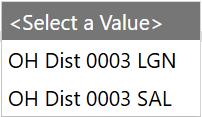 <Select a Value>
OH Dist 0003 LGN
OH Dist 0003 SAL